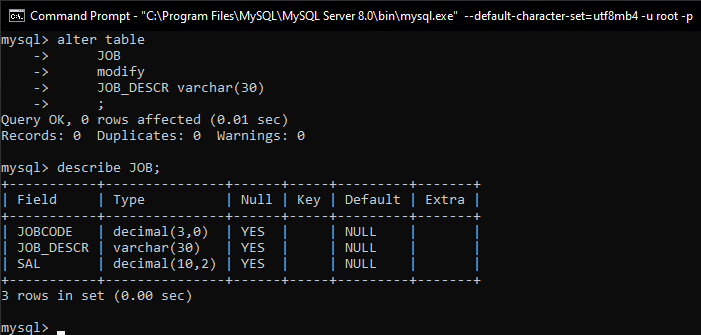 Command Prompt - "C:\Program Files\MySQL\MySQL Server 8.0\bin\mysql.exe"  --default-character-set=utf8mb4 -u root -p
mysql> alter table
    ->      JOB
    ->      modify
    ->      JOB_DESCR varchar(30)
    ->      ;
Query OK, 0 rows affected (0.01 sec)
Records: 0  Duplicates: 0  Warnings: 0

mysql> describe JOB;
+-----------+---------------+------+-----+---------+-------+
| Field     | Type          | Null | Key | Default | Extra |
+-----------+---------------+------+-----+---------+-------+
| JOBCODE   | decimal(3,0)  | YES  |     | NULL    |       |
| JOB_DESCR | varchar(30)   | YES  |     | NULL    |       |
| SAL       | decimal(10,2) | YES  |     | NULL    |       |
+-----------+---------------+------+-----+---------+-------+
3 rows in set (0.00 sec)

mysql> _